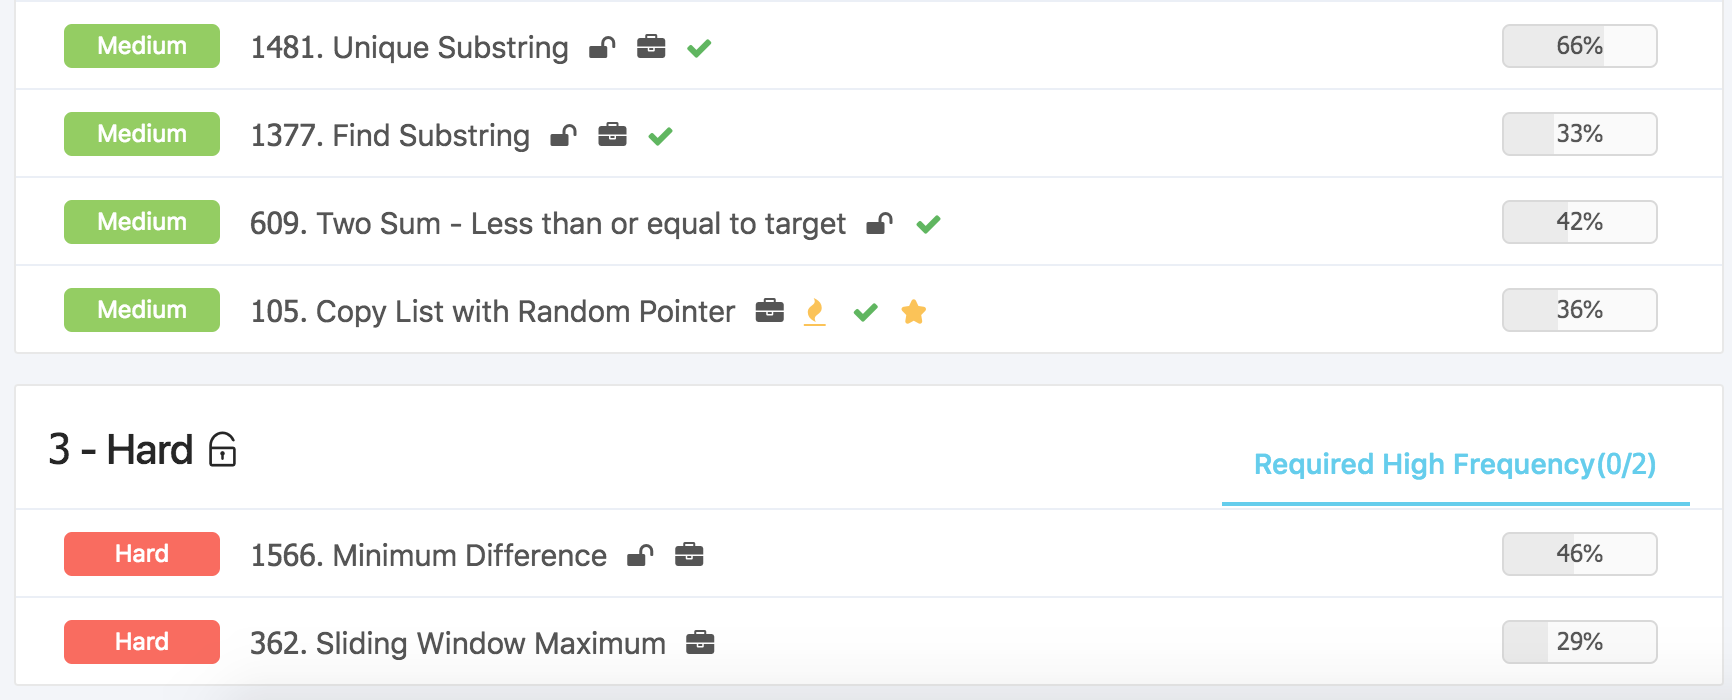 Medium 1481. Unique Substring 66%
Medium 1377. Find Substring 33%
Medium 609. Two Sum - Less than or equal to target 42%
Medium 105. Copy List with Random Pointer 36%
3 - Hard
Required High Frequency(0/2)
Hard 1566. Minimum Difference 46%
Hard 362. Sliding Window Maximum 29%